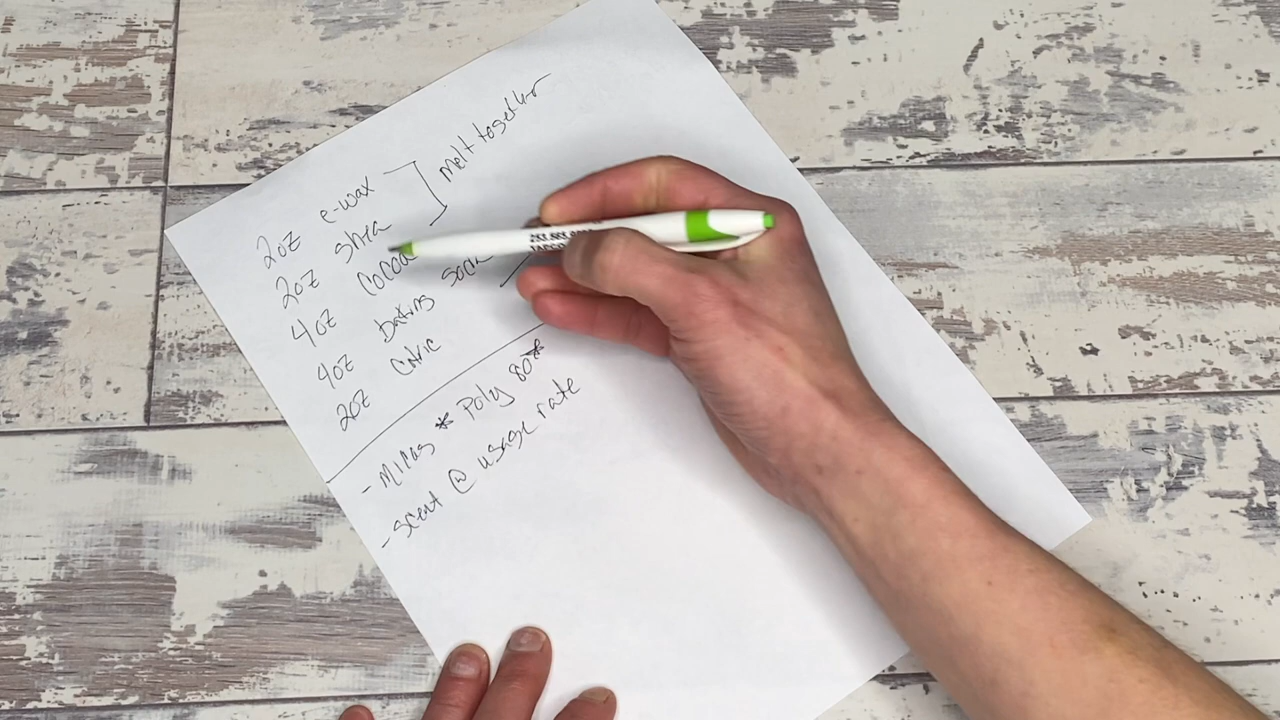 2oz e-wax ] Melt together
2oz shea
4oz Cocoa
4oz baking soda
2oz Citric
- Micas * Poly 80*
- scent @ usage rate